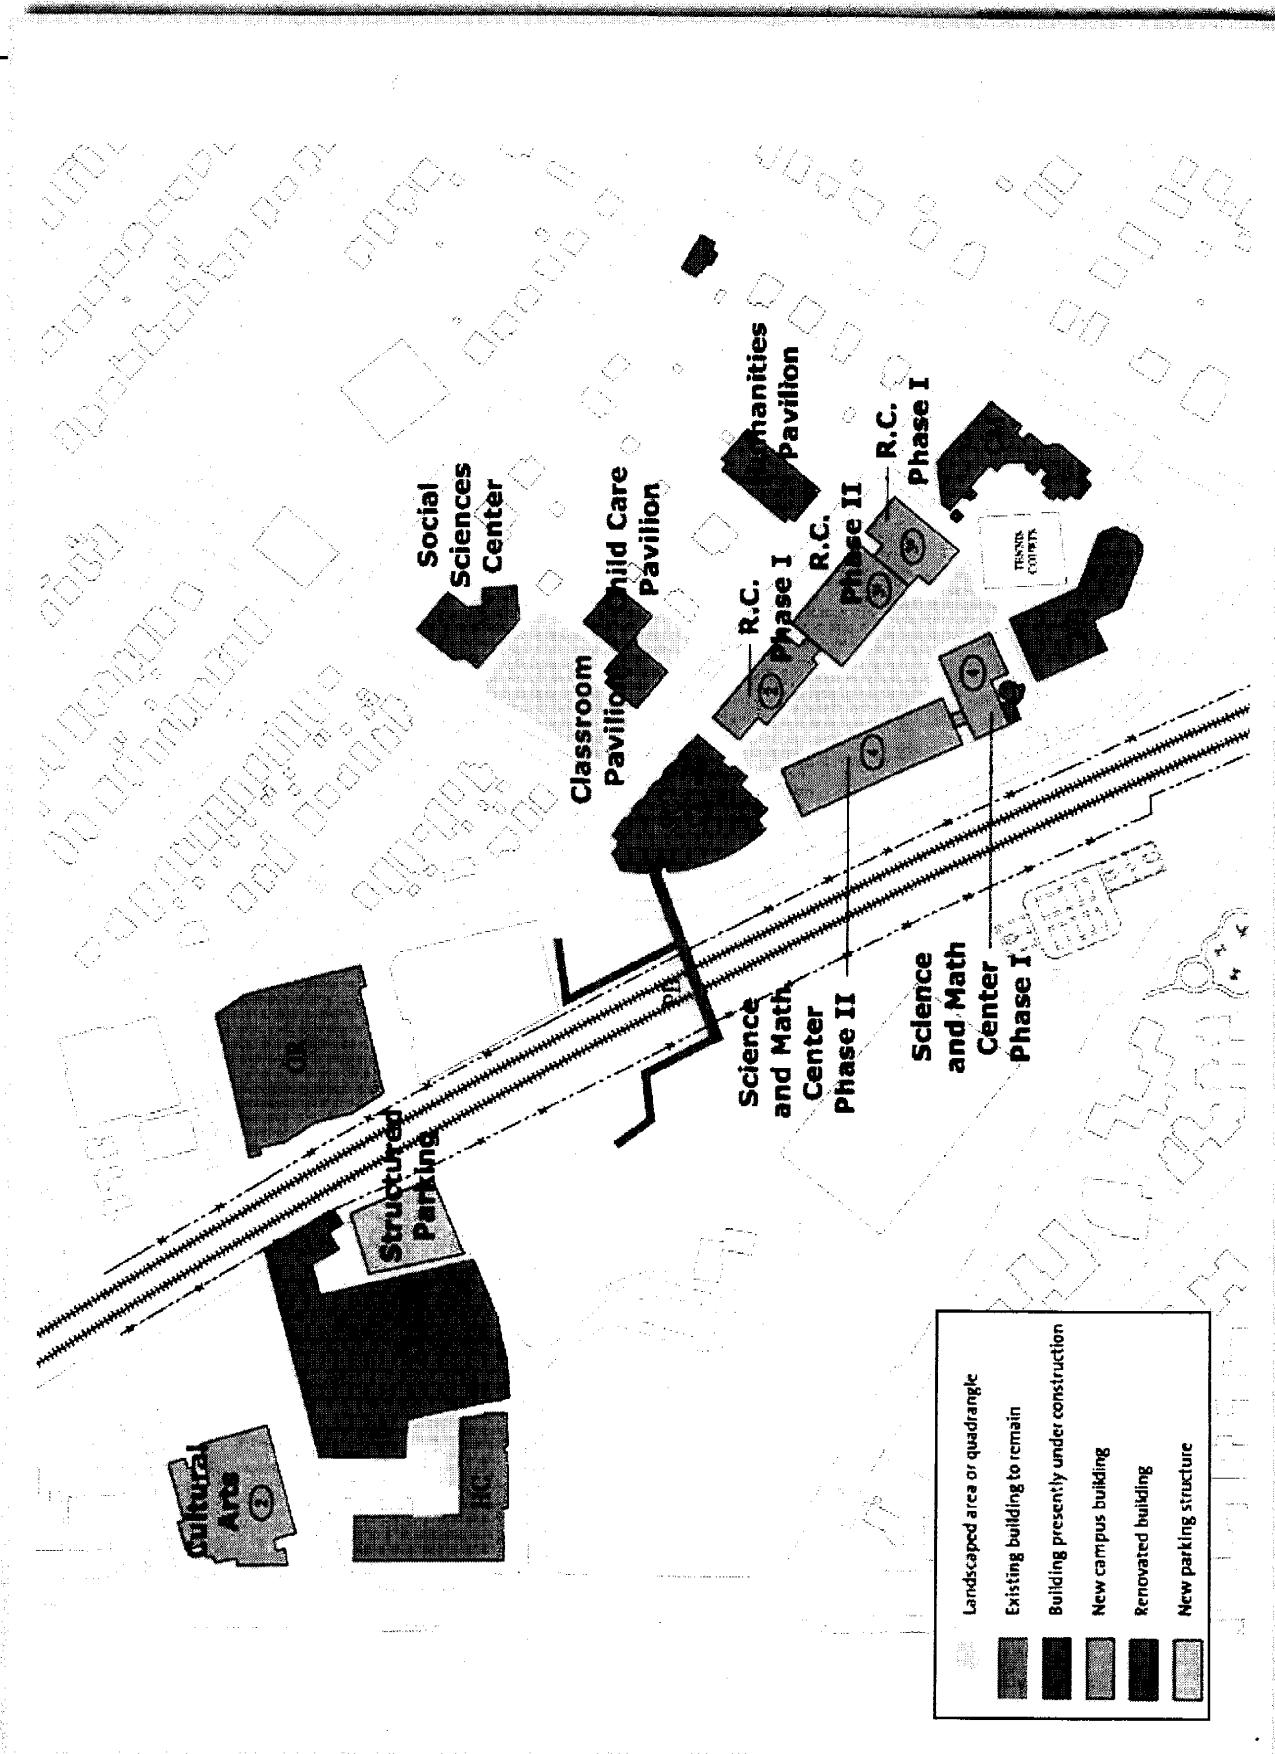 Social
Sciences
Center
Child Care
Pavilion
Classroom
Pavilion
Humanities
Pavilion
R.C.
Phase I
R.C.
Phase II
R.C.
Phase I
TENNIS
COURTS
Science
and Math
Center
Phase II
Science
and Math
Center
Phase I
Structured
Parking
Cultural
Arts
2
Landscaped area or quadrangle
Existing building to remain
Building presently under construction
New campus building
Renovated building
New parking structure